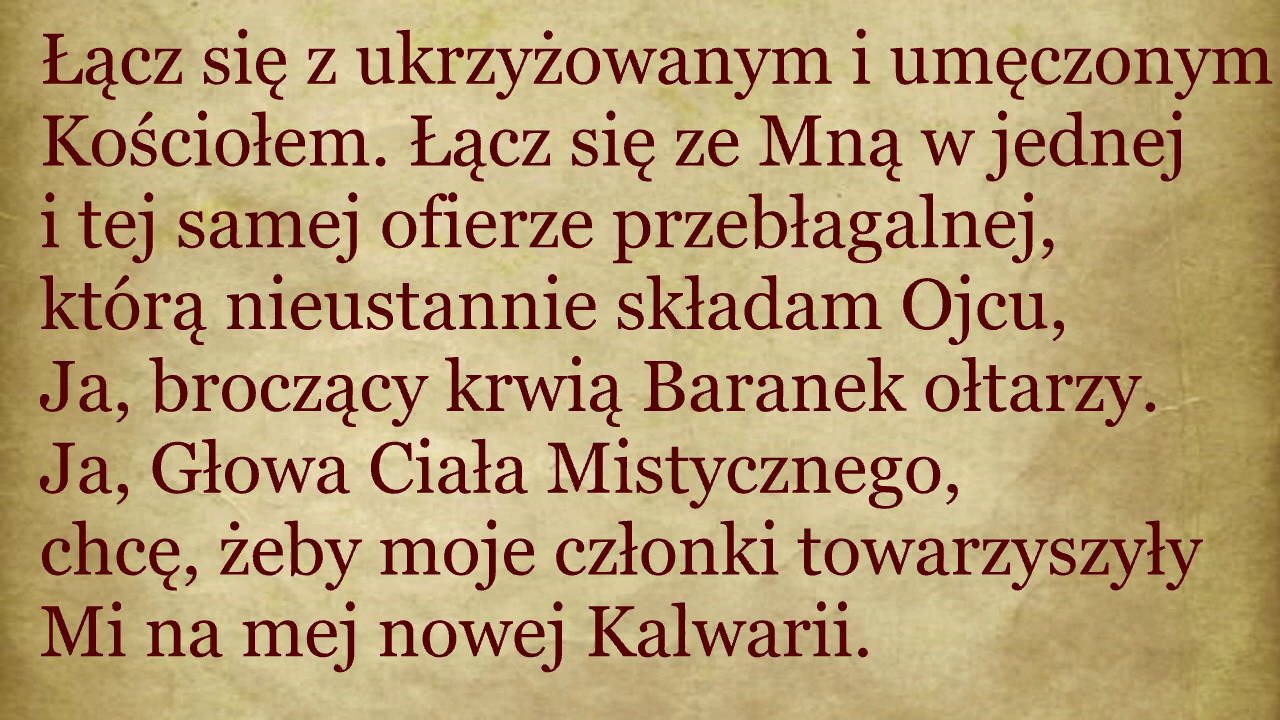 Łącz się z ukrzyżowanym i umęczonym
Kościołem. Łącz się ze Mną w jednej
i tej samej ofierze przebłagalnej,
którą nieustannie składam Ojcu,
Ja, broczący krwią Baranek ołtarzy.
Ja, Głowa Ciała Mistycznego,
chcę, żeby moje członki towarzyszyły
Mi na mej nowej Kalwarii.